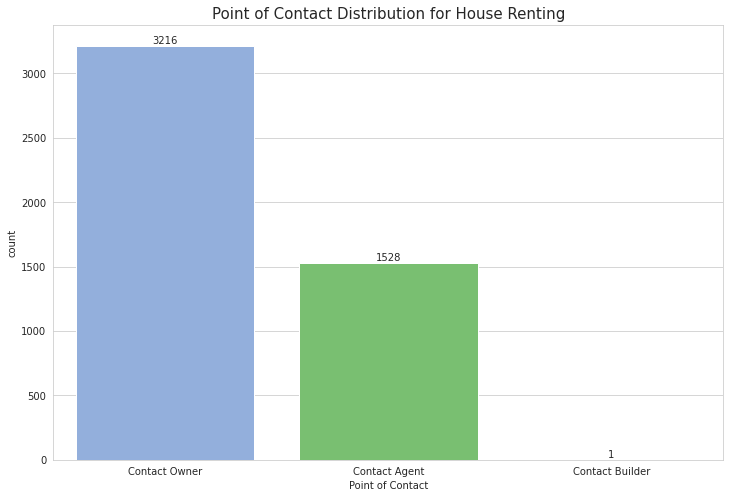 Point of Contact Distribution for House Renting
3216
3000
2500
2000
1528
1500
1000
500
0
1
count
Contact Owner
Contact Agent
Contact Builder
Point of Contact